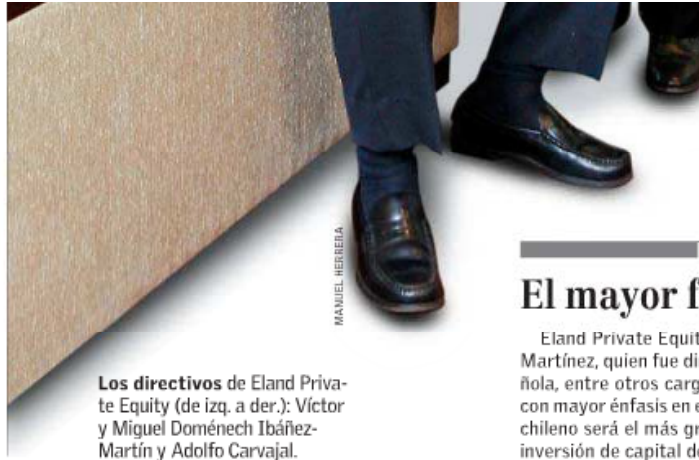 MANUEL HERRERA
Los directivos de Eland Priva-
te Equity (de izq. a der.): Víctor
y Miguel Doménech Ibáñez-
Martín y Adolfo Carvajal.
El mayor f
Eland Private Equit
Martínez, quien fue di
ñola, entre otros carg
con mayor énfasis en e
chileno será el más gr
inversión de capital de